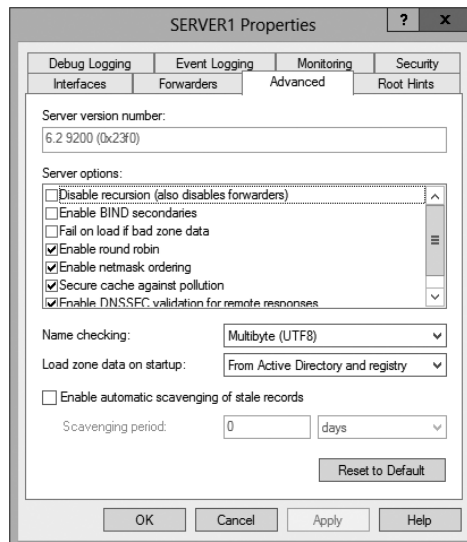 SERVER1 Properties
? x
Debug Logging Event Logging Monitoring Security
Interfaces Forwarders Advanced Root Hints
Server version number:
6.2 9200 (0x23f0)
Server options:
Disable recursion (also disables forwarders)
Enable BIND secondaries
Fail on load if bad zone data
Enable round robin
Enable netmask ordering
Secure cache against pollution
Enable DNSSEC validation for remote responses
Name checking: Multibyte (UTF8)
Load zone data on startup: From Active Directory and registry
Enable automatic scavenging of stale records
Scavenging period: 0 days
Reset to Default
OK Cancel Apply Help